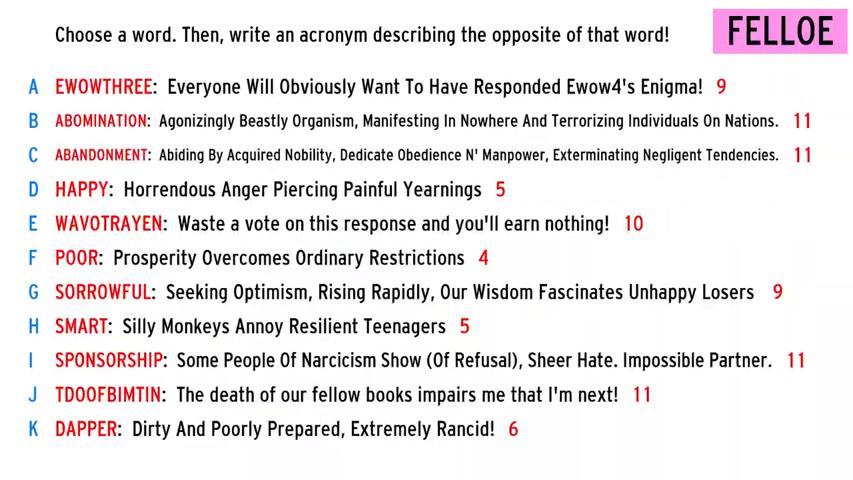 Choose a word. Then, write an acronym describing the opposite of that word!
FELLOE
A EWOWTHREE: Everyone Will Obviously Want To Have Responded Ewow4's Enigma! 9
B ABOMINATION: Agonizingly Beastly Organism, Manifesting In Nowhere And Terrorizing Individuals On Nations. 11
C ABANDONMENT: Abiding By Acquired Nobility, Dedicate Obedience N' Manpower, Exterminating Negligent Tendencies. 11
D HAPPY: Horrendous Anger Piercing Painful Yearnings 5
E WAVOTRAYEN: Waste a vote on this response and you'll earn nothing! 10
F POOR: Prosperity Overcomes Ordinary Restrictions 4
G SORROWFUL: Seeking Optimism, Rising Rapidly, Our Wisdom Fascinates Unhappy Losers 9
H SMART: Silly Monkeys Annoy Resilient Teenagers 5
I SPONSORSHIP: Some People Of Narcicism Show (Of Refusal), Sheer Hate. Impossible Partner. 11
J TDOOFBIMTIN: The death of our fellow books impairs me that I'm next! 11
K DAPPER: Dirty And Poorly Prepared, Extremely Rancid! 6